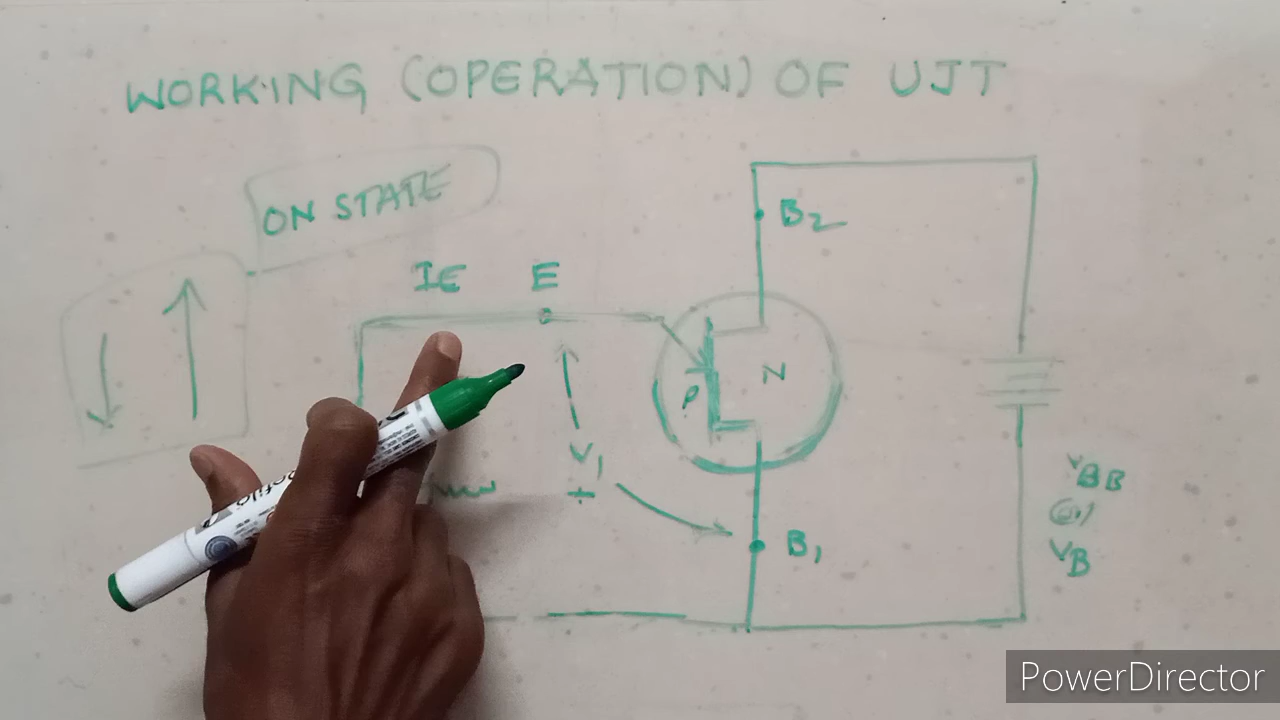 WORKING (OPERATION) OF UJT
ON STATE
B2
IE E
N
P
V1
+
VBB
(or)
VB
B1
PowerDirector